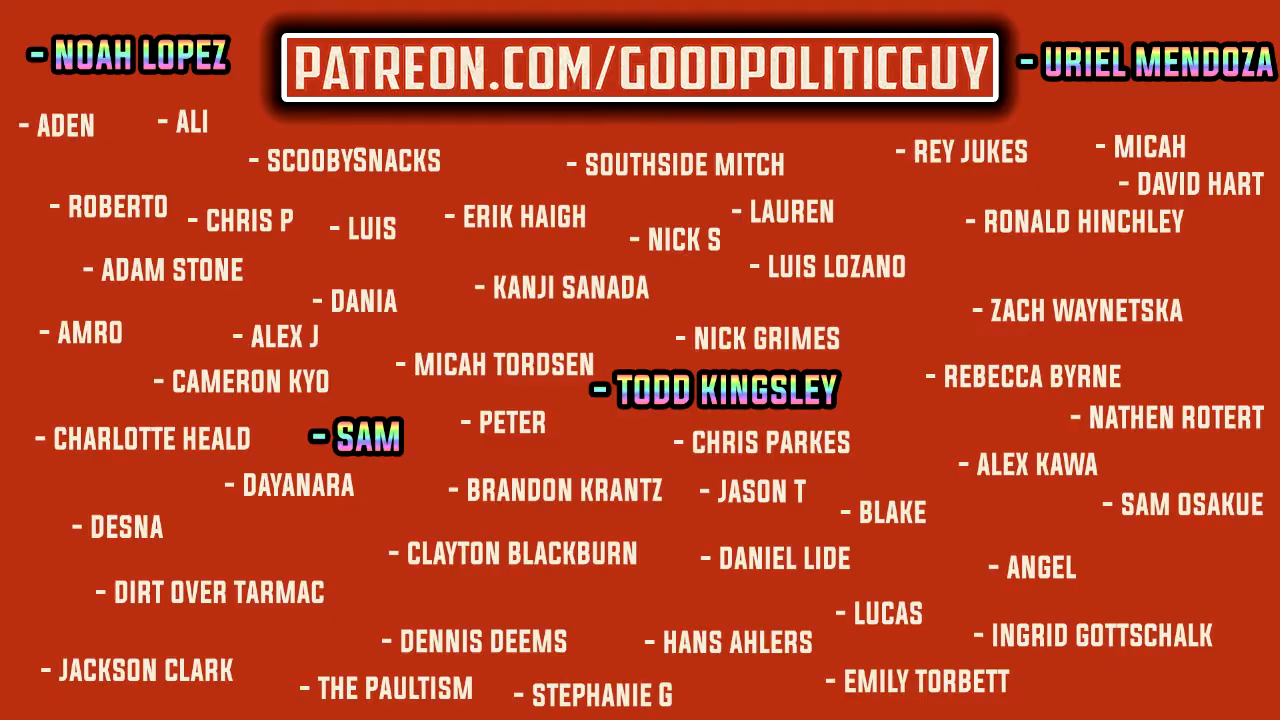 - NOAH LOPEZ
PATREON.COM/GOODPOLITICGUY
- URIEL MENDOZA
- ADEN
- ALI
- SCOOBYSNACKS
- SOUTHSIDE MITCH
- REY JUKES
- MICAH
- DAVID HART
- ROBERTO
- CHRIS P
- LUIS
- ERIK HAIGH
- NICK S
- LAUREN
- RONALD HINCHLEY
- ADAM STONE
- DANIA
- KANJI SANADA
- LUIS LOZANO
- ZACH WAYNETSKA
- AMRO
- ALEX J
- NICK GRIMES
- MICAH TORDSEN
- CAMERON KYO
- TODD KINGSLEY
- REBECCA BYRNE
- NATHEN ROTERT
- CHARLOTTE HEALD
- SAM
- PETER
- CHRIS PARKES
- ALEX KAWA
- DAYANARA
- BRANDON KRANTZ
- JASON T
- BLAKE
- SAM OSAKUE
- DESNA
- CLAYTON BLACKBURN
- DANIEL LIDE
- ANGEL
- DIRT OVER TARMAC
- LUCAS
- DENNIS DEEMS
- HANS AHLERS
- INGRID GOTTSCHALK
- JACKSON CLARK
- THE PAULTISM
- STEPHANIE G
- EMILY TORBETT